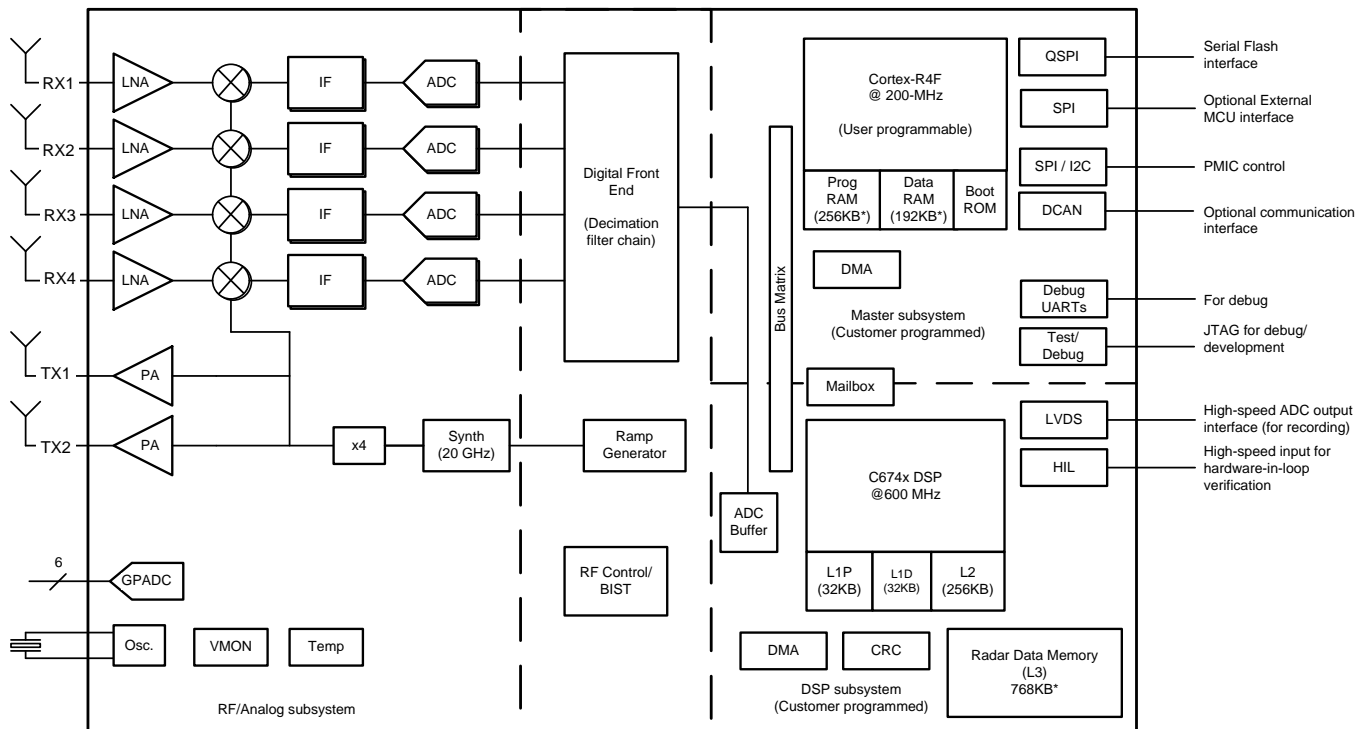 RX1
LNA
IF
ADC
RX2
LNA
IF
ADC
RX3
LNA
IF
ADC
RX4
LNA
IF
ADC
TX1
PA
TX2
PA
x4
Synth
(20 GHz)
Ramp
Generator
6
GPADC
Osc.
VMON
Temp
RF/Analog subsystem
Digital Front
End
(Decimation
filter chain)
RF Control/
BIST
ADC
Buffer
Bus Matrix
Cortex-R4F
@ 200-MHz
(User programmable)
Prog
RAM
(256KB*)
Data
RAM
(192KB*)
Boot
ROM
DMA
Master subsystem
(Customer programmed)
Mailbox
QSPI
Serial Flash
interface
SPI
Optional External
MCU interface
SPI / I2C
PMIC control
DCAN
Optional communication
interface
Debug
UARTs
For debug
Test/
Debug
JTAG for debug/
development
LVDS
High-speed ADC output
interface (for recording)
HIL
High-speed input for
hardware-in-loop
verification
C674x DSP
@600 MHz
L1P
(32KB)
L1D
(32KB)
L2
(256KB)
DMA
CRC
DSP subsystem
(Customer programmed)
Radar Data Memory
(L3)
768KB*